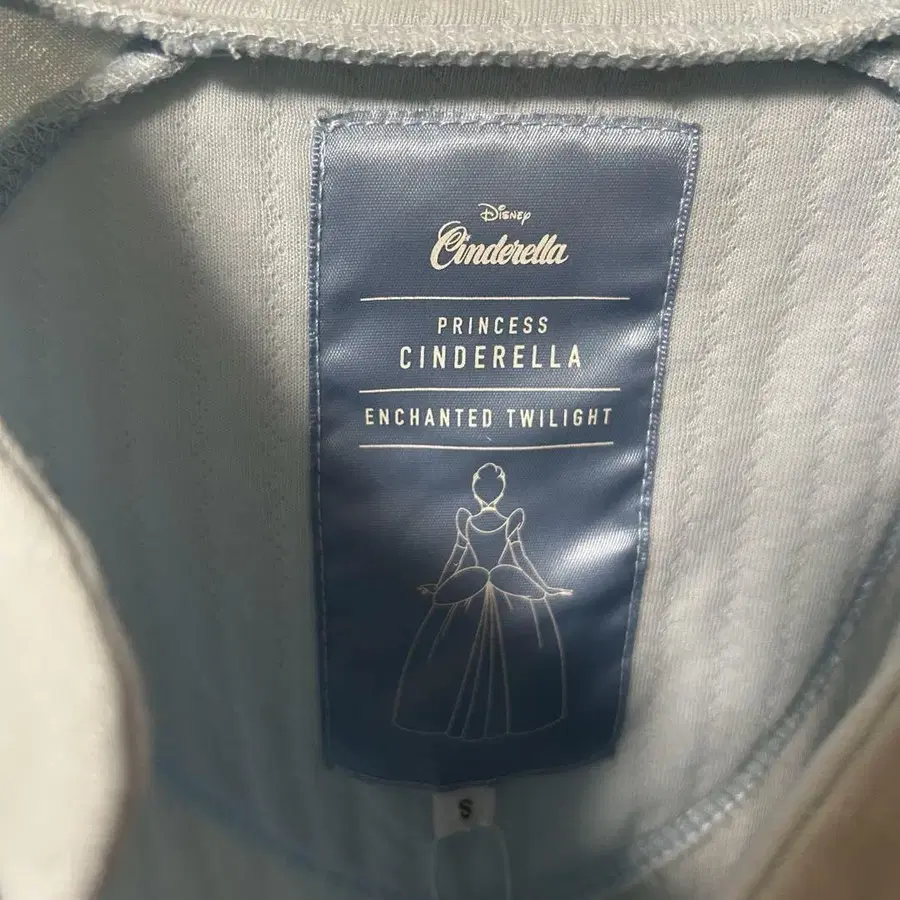 Disney
Cinderella
PRINCESS
CINDERELLA
ENCHANTED TWILIGHT
S